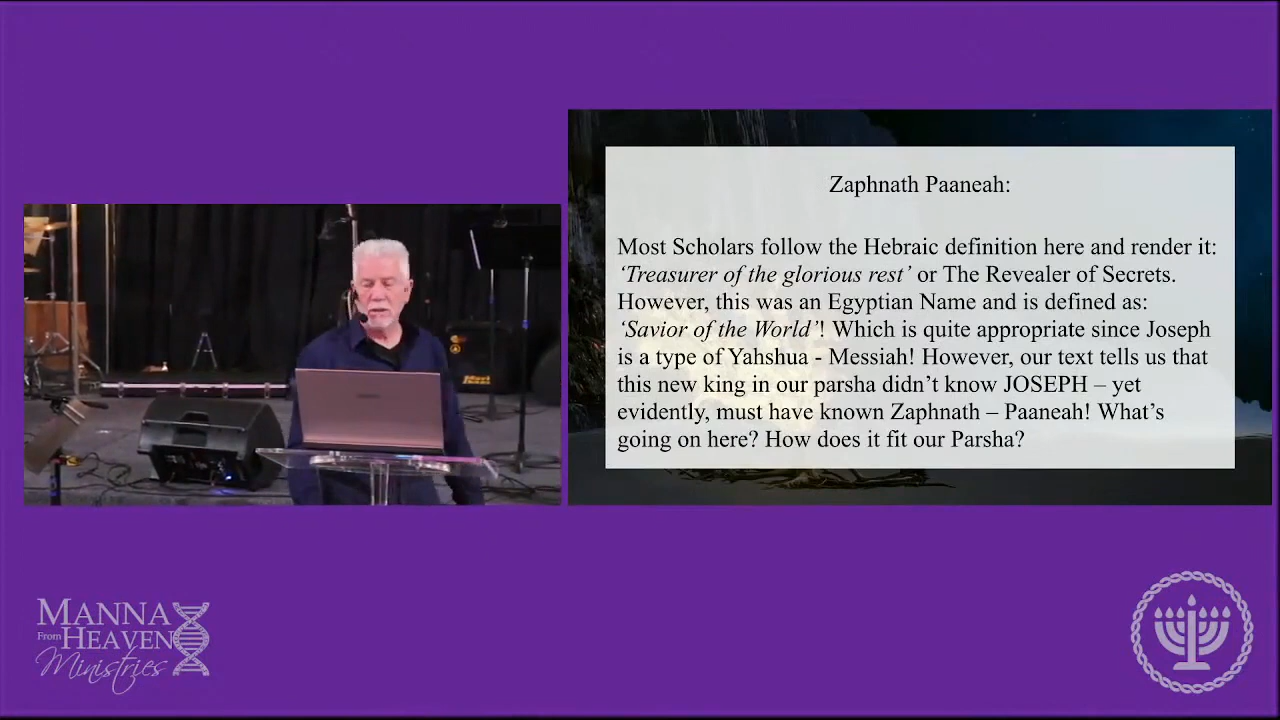 Zaphnath Paaneah:
Most Scholars follow the Hebraic definition here and render it:
‘Treasurer of the glorious rest’ or The Revealer of Secrets.
However, this was an Egyptian Name and is defined as:
‘Savior of the World’! Which is quite appropriate since Joseph
is a type of Yahshua - Messiah! However, our text tells us that
this new king in our parsha didn’t know JOSEPH – yet
evidently, must have known Zaphnath – Paaneah! What’s
going on here? How does it fit our Parsha?
MANNA
From HEAVEN
Ministries